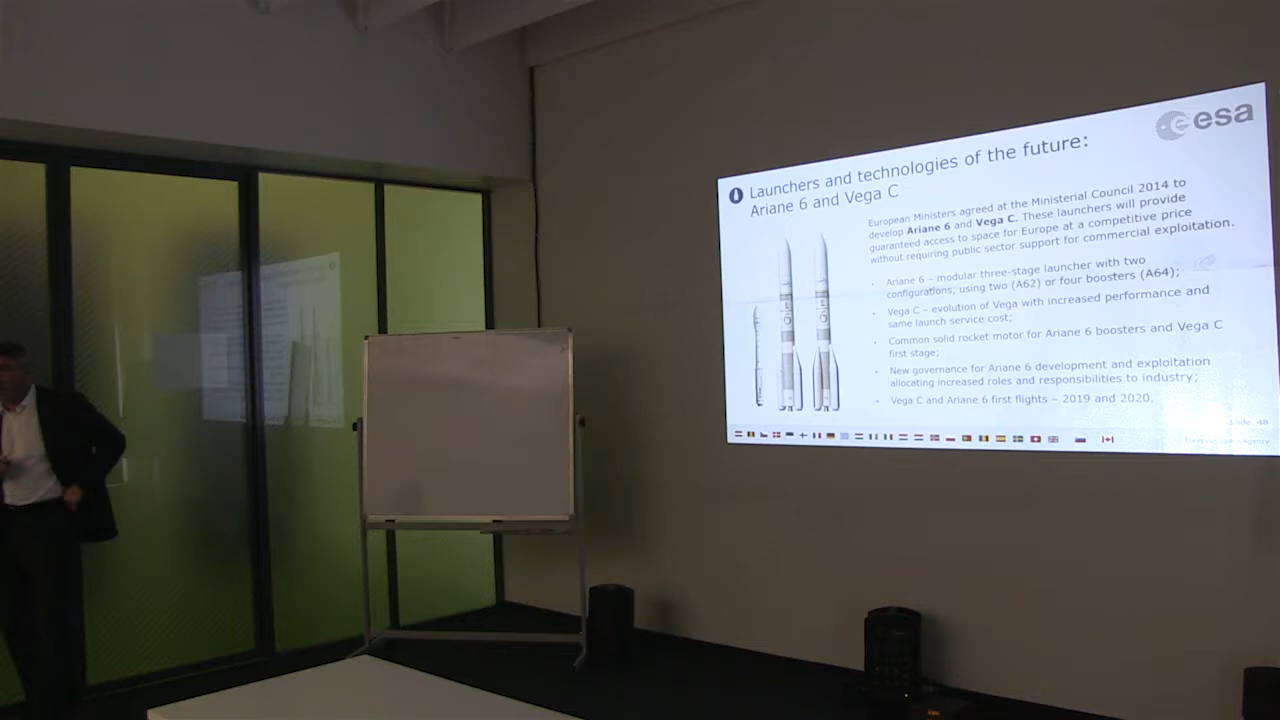 esa
Launchers and technologies of the future:
Ariane 6 and Vega C
European Ministers agreed at the Ministerial Council 2014 to
develop Ariane 6 and Vega C. These launchers will provide
guaranteed access to space for Europe at a competitive price
without requiring public sector support for commercial exploitation.
Ariane 6 – modular three-stage launcher with two
configurations, using two (A62) or four boosters (A64);
Vega C – evolution of Vega with increased performance and
same launch service cost;
Common solid rocket motor for Ariane 6 boosters and Vega C
first stage;
New governance for Ariane 6 development and exploitation
allocating increased roles and responsibilities to industry;
Vega C and Ariane 6 first flights – 2019 and 2020.
Slide 48
European Space Agency